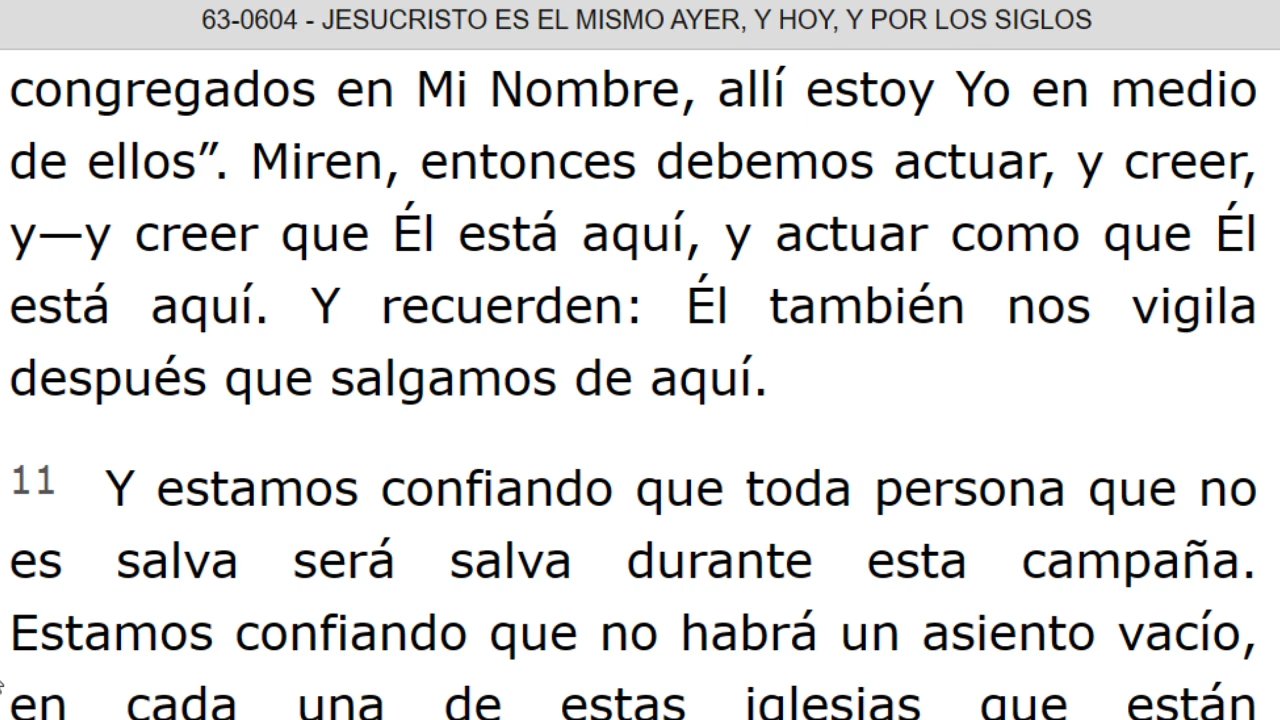 63-0604 - JESUCRISTO ES EL MISMO AYER, Y HOY, Y POR LOS SIGLOS
congregados en Mi Nombre, allí estoy Yo en medio
de ellos”. Miren, entonces debemos actuar, y creer,
y—y creer que Él está aquí, y actuar como que Él
está aquí. Y recuerden: Él también nos vigila
después que salgamos de aquí.
11 Y estamos confiando que toda persona que no
es salva será salva durante esta campaña.
Estamos confiando que no habrá un asiento vacío,
en cada una de estas iglesias que están